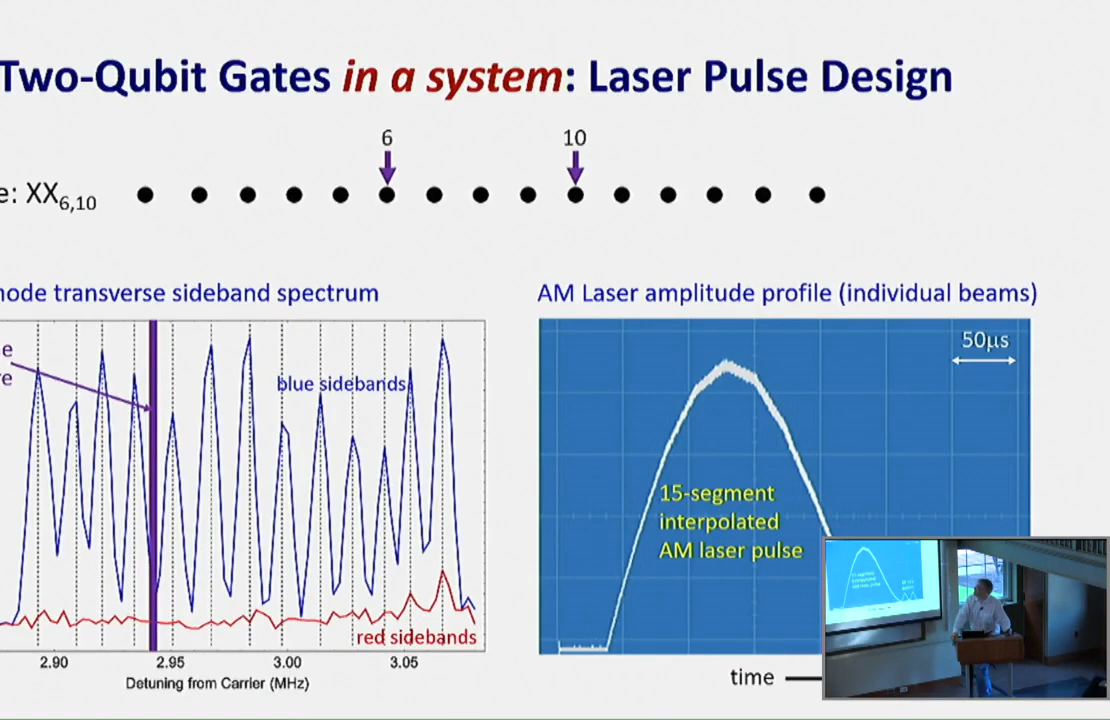 Two-Qubit Gates in a system: Laser Pulse Design
6 10
e: XX6,10
node transverse sideband spectrum
AM Laser amplitude profile (individual beams)
e
e
blue sidebands
red sidebands
2.90 2.95 3.00 3.05
Detuning from Carrier (MHz)
50μs
15-segment
interpolated
AM laser pulse
time